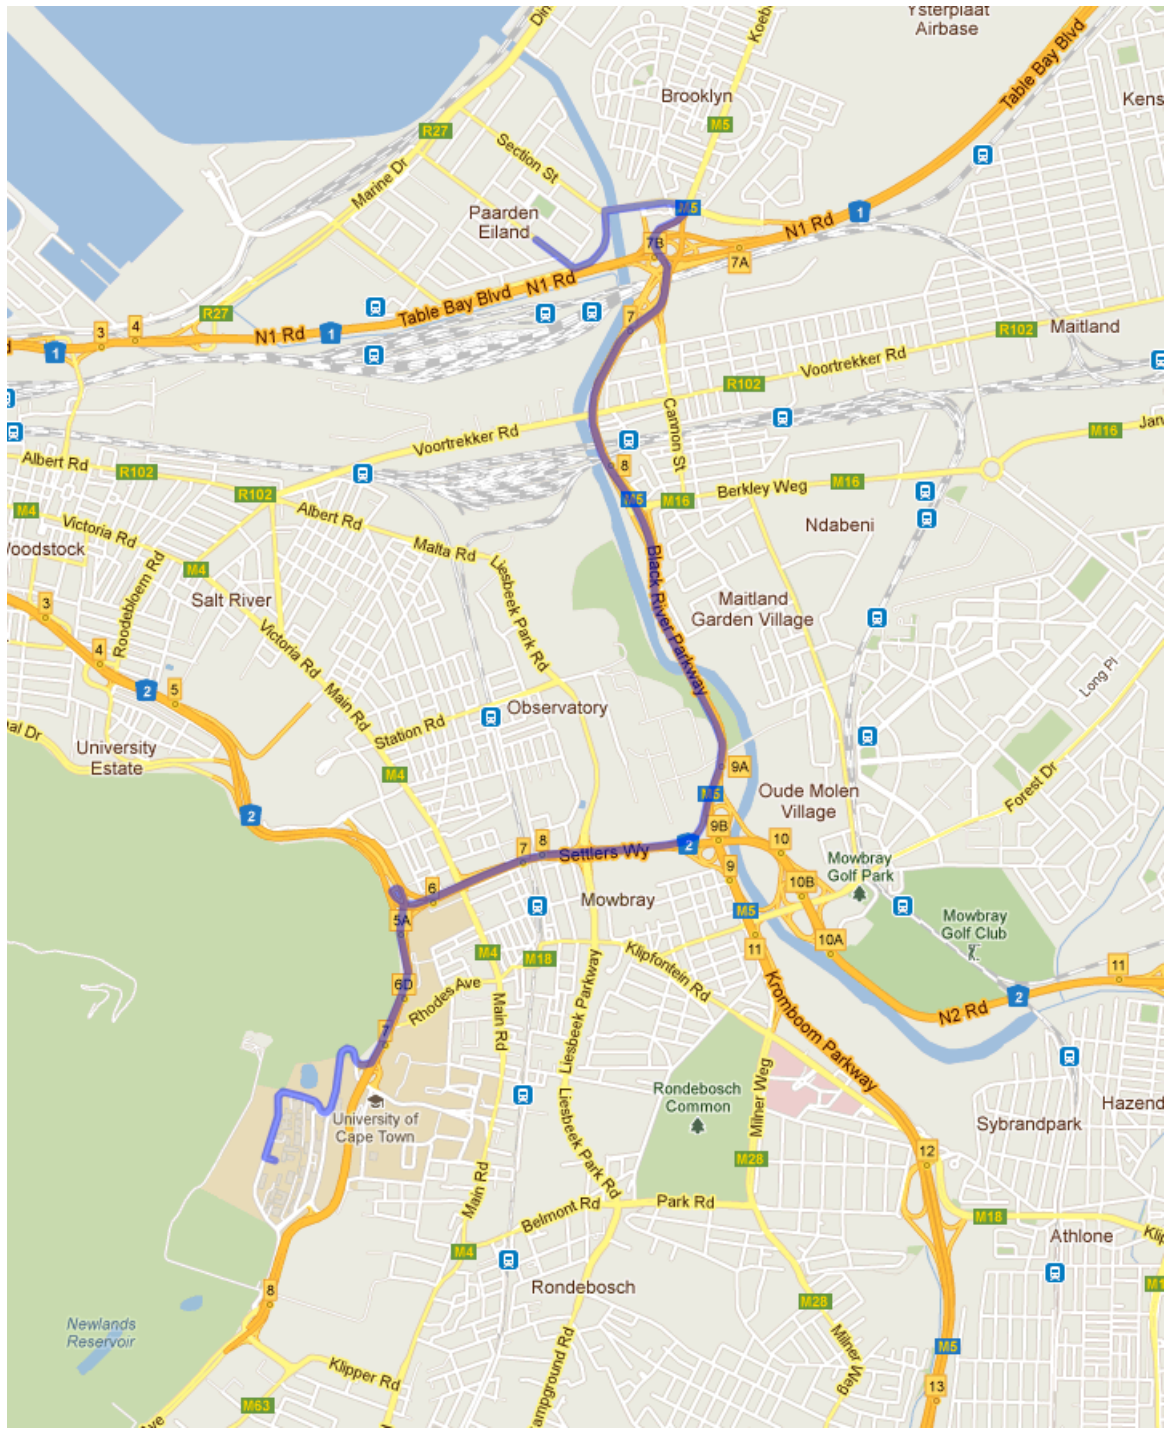 Ysterplaat
Airbase
Table Bay Blvd
Brooklyn
M5
Kens
R27
Section St
Marine Dr
Paarden
Eiland
M5
1
N1 Rd
7B
7A
N1 Rd
Table Bay Blvd
R27
7
3
4
N1 Rd
1
1
R102
Maitland
Voortrekker Rd
R102
Cannon St
Voortrekker Rd
M16
Albert Rd
R102
8
R102
M5
M16
Berkley Weg
M16
M4
Albert Rd
Ndabeni
Victoria Rd
Malta Rd
Liesbeek Park Rd
Black River Parkway
M4
Roodebloem Rd
Salt River
Maitland
Garden Village
3
Victoria Rd
4
2
5
Main Rd
Observatory
Long Pl
Station Rd
University
Estate
M4
9A
Forest Dr
M5
Oude Molen
Village
2
9B
10
7
8
Settlers Wy
2
Mowbray
Golf Park
9
10B
6
Mowbray
M5
Mowbray
Golf Club
5A
10A
M4
M18
Klipfontein Rd
11
11
6D
Rhodes Ave
Main Rd
Liesbeek Parkway
Kromboom Parkway
2
N2 Rd
7
Rondebosch
Common
Milner Weg
Hazend
University of
Cape Town
Liesbeek Park Rd
Sybrandpark
12
M28
Main Rd
Belmont Rd
Park Rd
M18
Athlone
M4
8
Rondebosch
M28
Newlands
Reservoir
Milner Weg
M5
Klipper Rd
13
M63